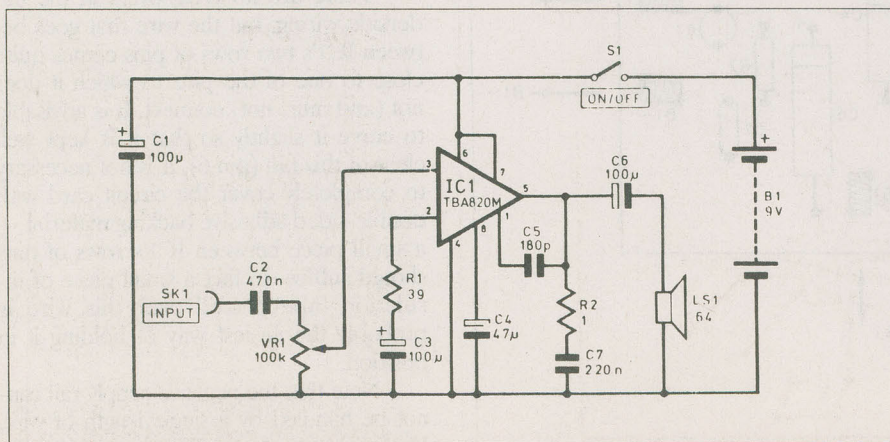 S1
ON/OFF
+
C1
100µ
3
6
7
IC1
TBA820M
5
2
4
8
1
C6
+
100µ
+
B1
9V
C5
180p
SK1
INPUT
C2
470n
VR1
100k
R1
39
+
C3
100µ
C4
47µ
R2
1
C7
220n
LS1
64